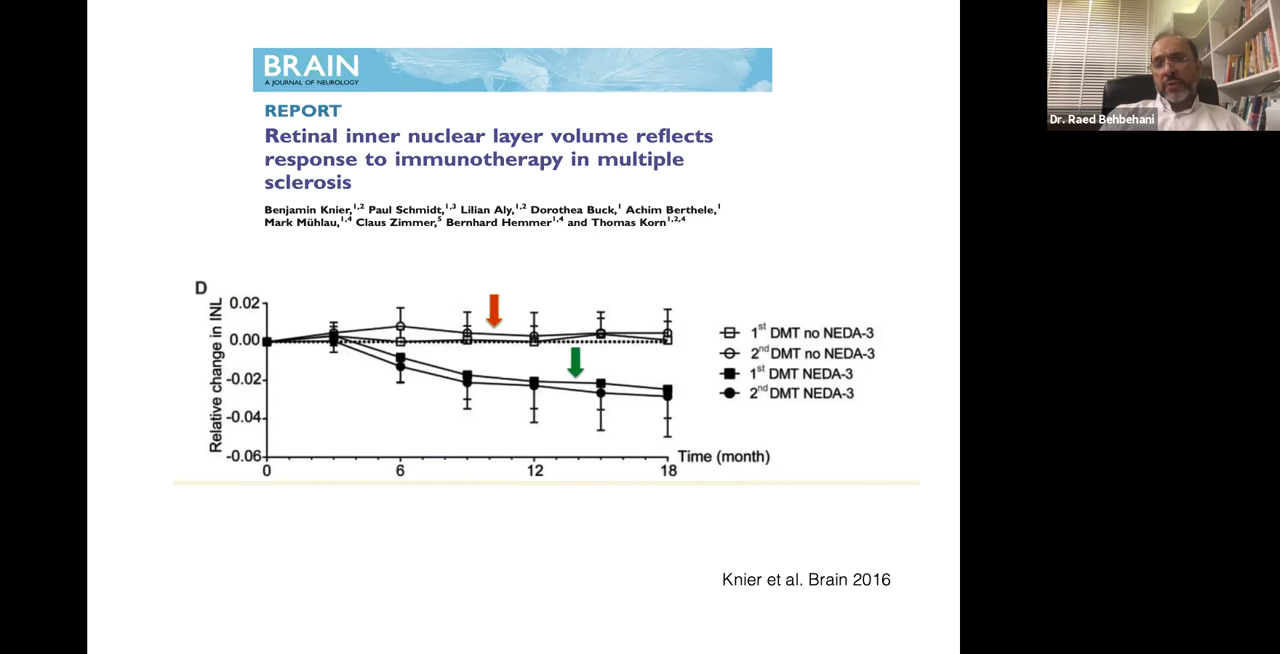 BRAIN
A JOURNAL OF NEUROLOGY
REPORT
Retinal inner nuclear layer volume reflects
response to immunotherapy in multiple
sclerosis
Benjamin Knier,1,2 Paul Schmidt,1,3 Lilian Aly,1,2 Dorothea Buck,1 Achim Berthele,1
Mark Mühlau,1,4 Claus Zimmer,5 Bernhard Hemmer1,4 and Thomas Korn1,2,4
D
Relative change in INL
0.02
0.00
-0.02
-0.04
-0.06
0
6
12
18
Time (month)
1st DMT no NEDA-3
2nd DMT no NEDA-3
1st DMT NEDA-3
2nd DMT NEDA-3
Knier et al. Brain 2016
Dr. Raed Behbehani